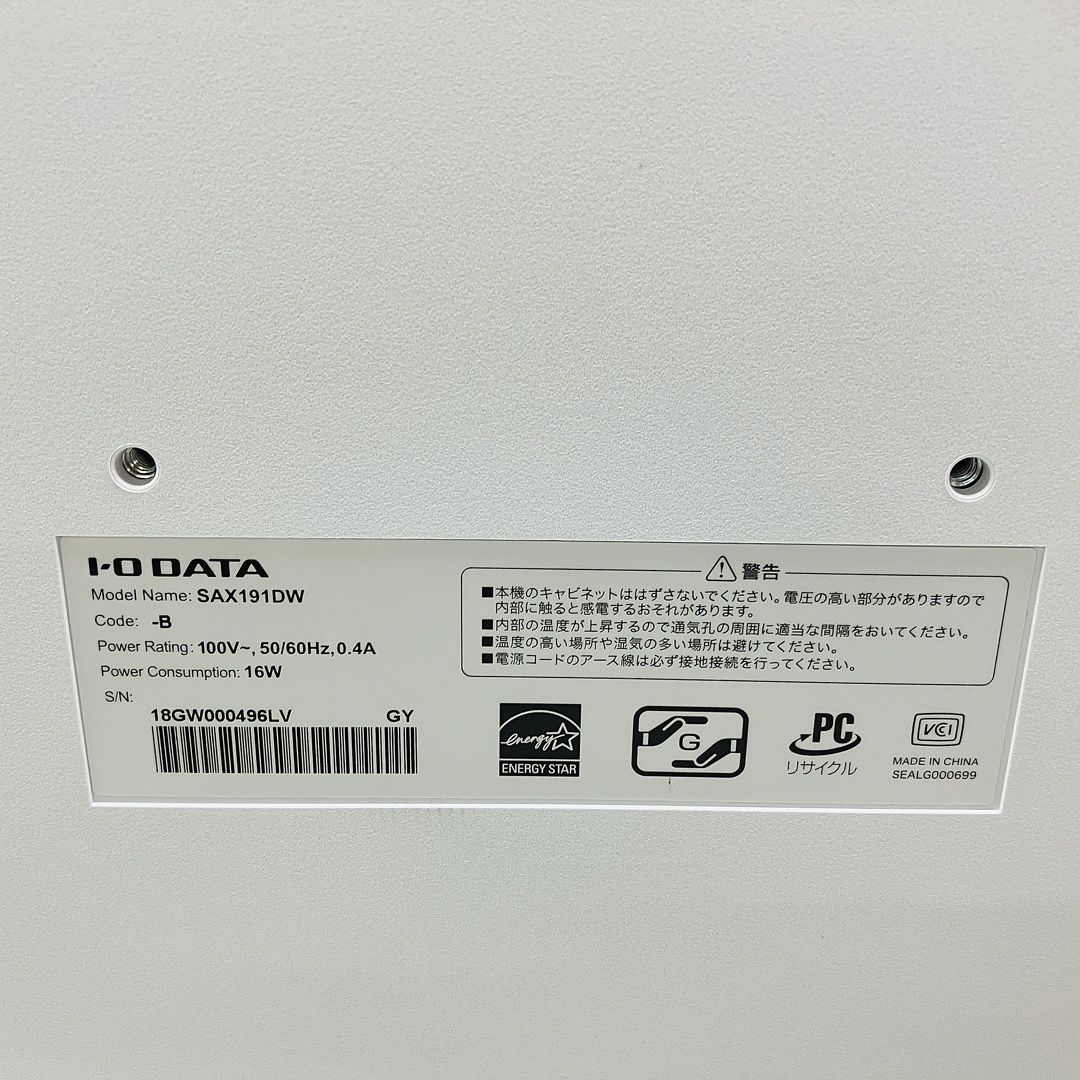 I-O DATA
Model Name: SAX191DW
Code: -B
Power Rating: 100V~, 50/60Hz, 0.4A
Power Consumption: 16W
S/N:
18GW000496LV GY
警告
■本機のキャビネットははずさないでください。電圧の高い部分がありますので
内部に触ると感電するおそれがあります。
■内部の温度が上昇するので通気孔の周囲に適当な間隔をおいてください。
■温度の高い場所や湿気の多い場所は避けてください。
■電源コードのアース線は必ず接地接続を行ってください。
energy
ENERGY STAR
G
PC
リサイクル
VCI
MADE IN CHINA
SEALG000699